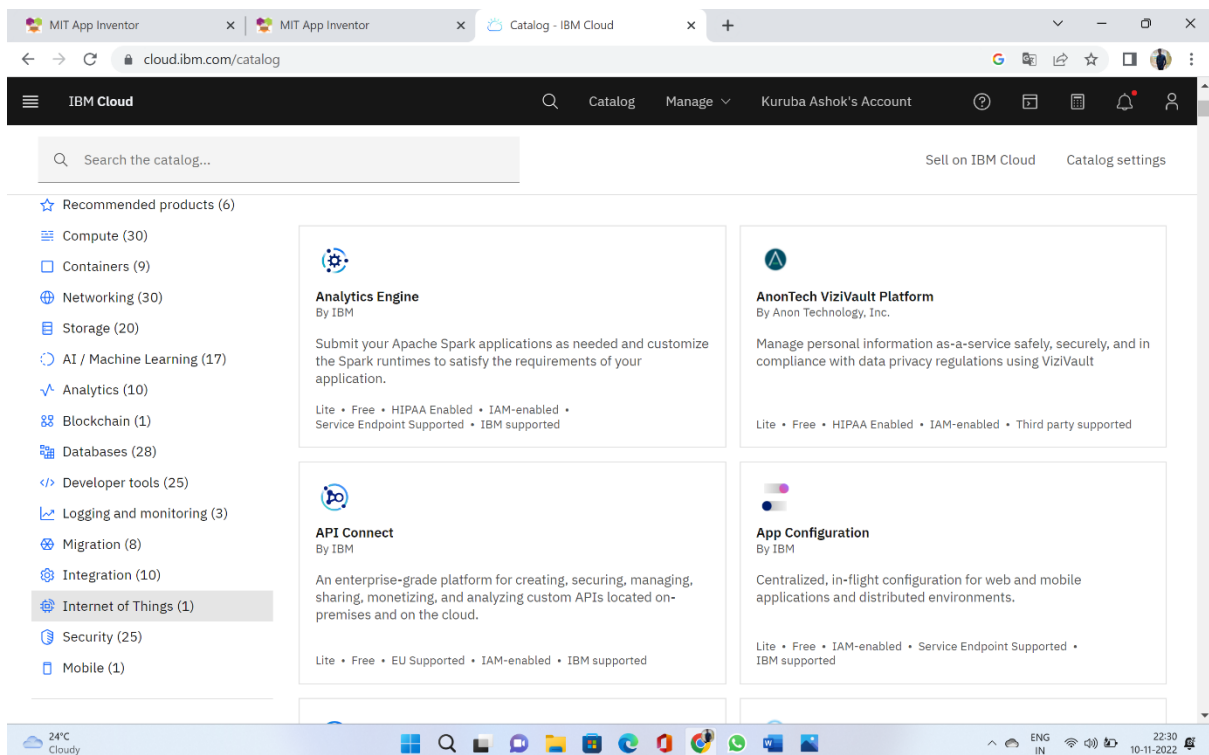 MIT App Inventor
MIT App Inventor
Catalog - IBM Cloud
cloud.ibm.com/catalog
IBM Cloud
Catalog
Manage
Kuruba Ashok's Account
Search the catalog...
Sell on IBM Cloud
Catalog settings
Recommended products (6)
Compute (30)
Containers (9)
Networking (30)
Storage (20)
AI / Machine Learning (17)
Analytics (10)
Blockchain (1)
Databases (28)
Developer tools (25)
Logging and monitoring (3)
Migration (8)
Integration (10)
Internet of Things (1)
Security (25)
Mobile (1)
Analytics Engine
By IBM
Submit your Apache Spark applications as needed and customize
the Spark runtimes to satisfy the requirements of your
application.
Lite • Free • HIPAA Enabled • IAM-enabled •
Service Endpoint Supported • IBM supported
AnonTech ViziVault Platform
By Anon Technology, Inc.
Manage personal information as-a-service safely, securely, and in
compliance with data privacy regulations using ViziVault
Lite • Free • HIPAA Enabled • IAM-enabled • Third party supported
API Connect
By IBM
An enterprise-grade platform for creating, securing, managing,
sharing, monetizing, and analyzing custom APIs located on-
premises and on the cloud.
Lite • Free • EU Supported • IAM-enabled • IBM supported
App Configuration
By IBM
Centralized, in-flight configuration for web and mobile
applications and distributed environments.
Lite • Free • IAM-enabled • Service Endpoint Supported •
IBM supported
24°C
Cloudy
ENG
IN
22:30
10-11-2022